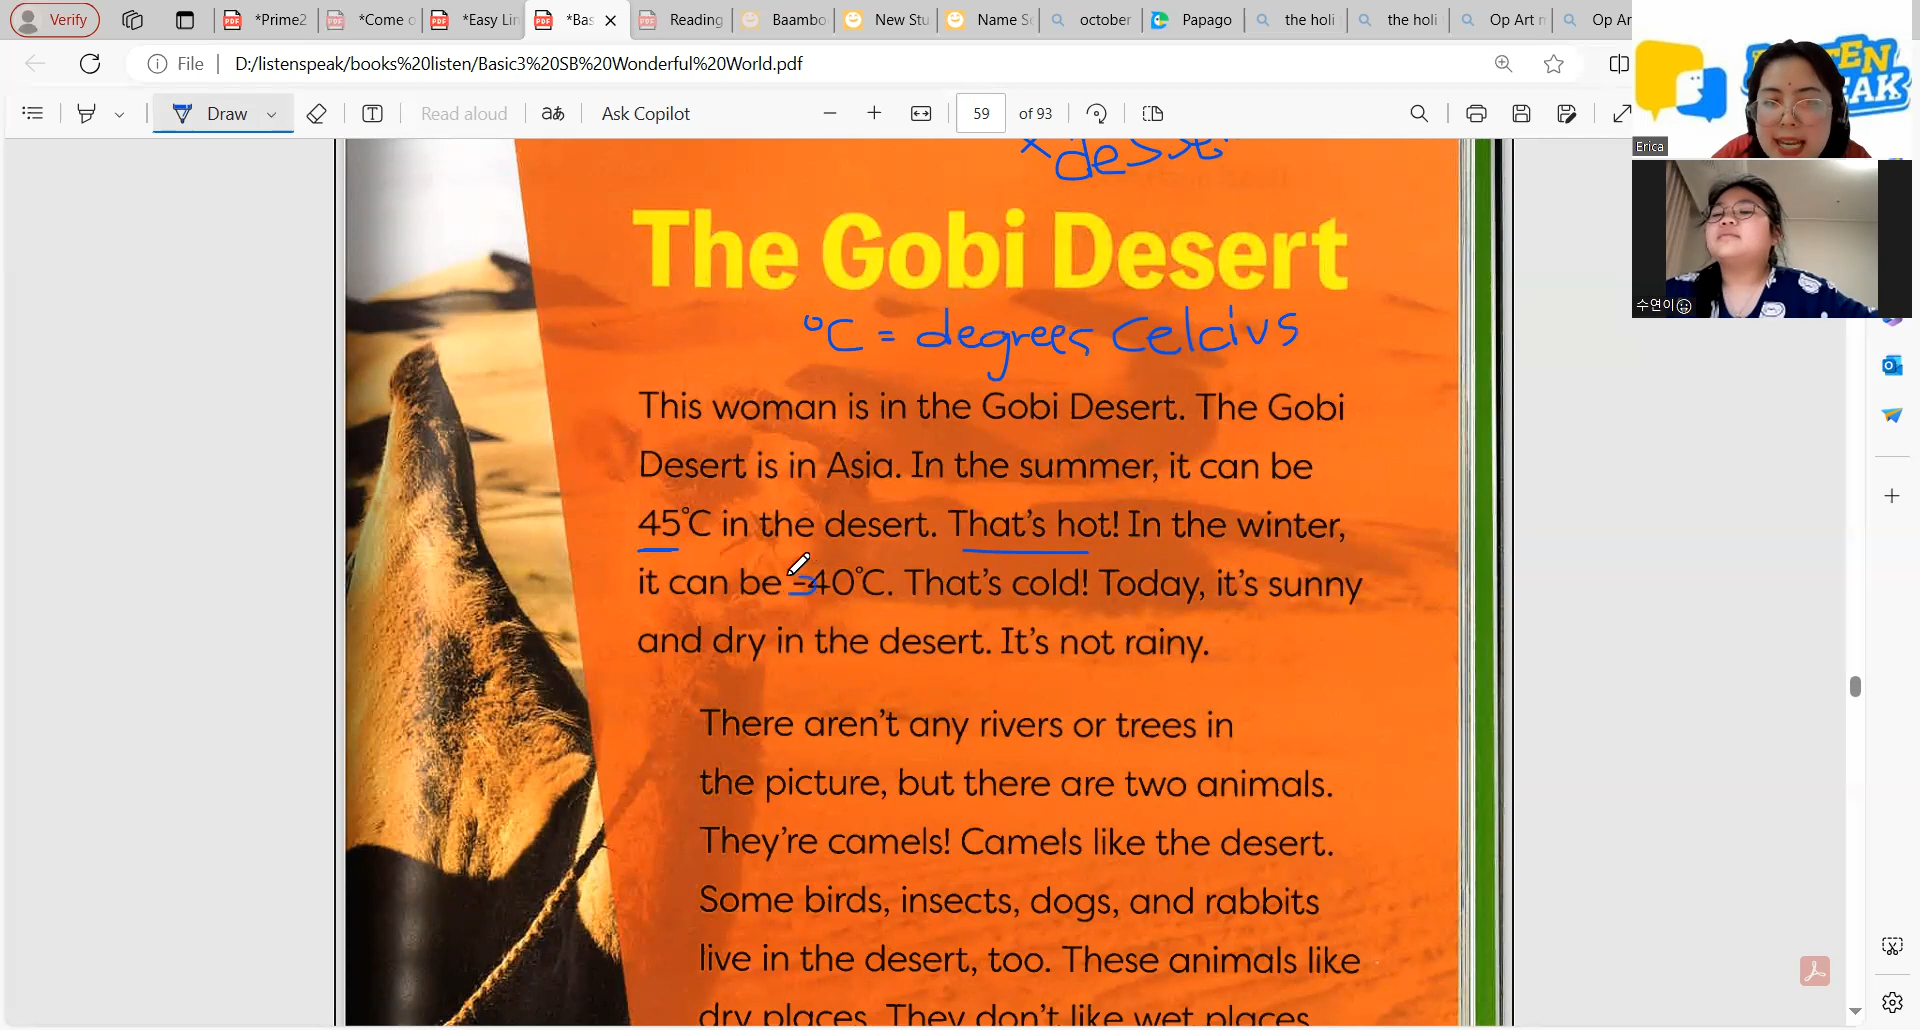 Verify
*Prime2
*Come o
*Easy Lin
*Bas
Reading
Baambo
New Stu
Name S
october
Papago
the holi
the holi
Op Art m
Op Ar
File
D:/listenspeak/books%20listen/Basic3%20SB%20Wonderful%20World.pdf
Draw
Read aloud
aあ
Ask Copilot
59
of 93
Erica
수연이
The Gobi Desert
°C = degrees celcius
This woman is in the Gobi Desert. The Gobi
Desert is in Asia. In the summer, it can be
45°C in the desert. That's hot! In the winter,
it can be -40°C. That's cold! Today, it's sunny
and dry in the desert. It's not rainy.
There aren't any rivers or trees in
the picture, but there are two animals.
They're camels! Camels like the desert.
Some birds, insects, dogs, and rabbits
live in the desert, too. These animals like
dry places. They don't like wet places